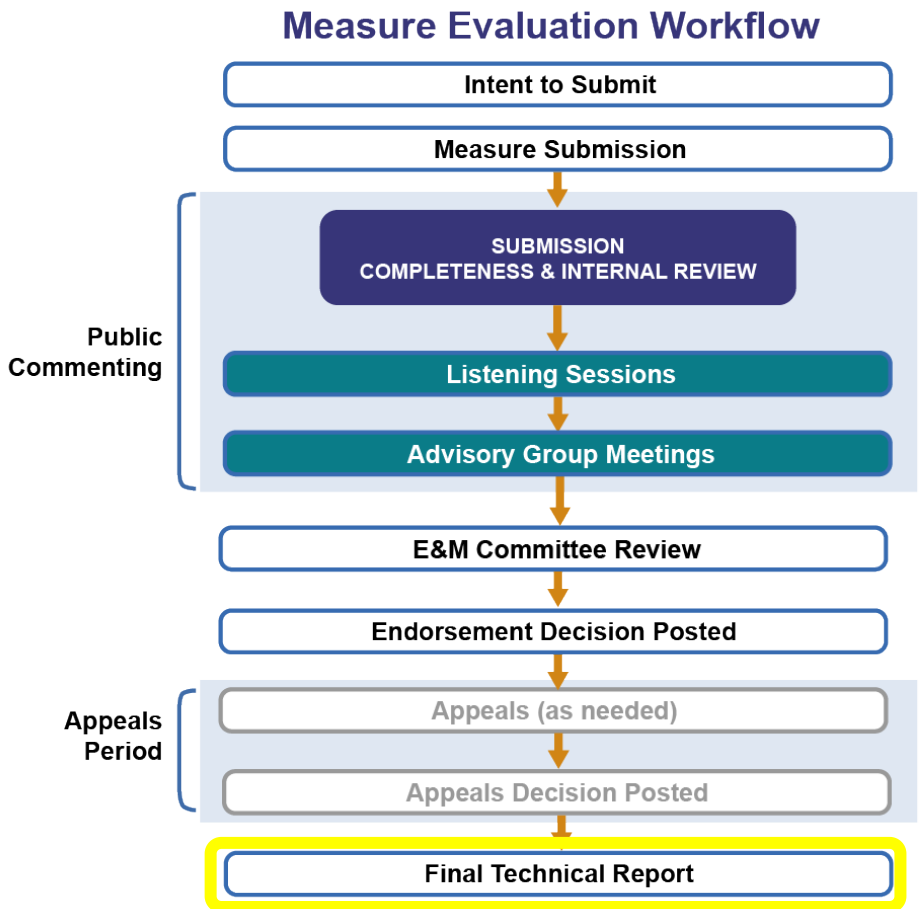 Measure Evaluation Workflow
Intent to Submit
Measure Submission
SUBMISSION
COMPLETENESS & INTERNAL REVIEW
Public
Commenting
Listening Sessions
Advisory Group Meetings
E&M Committee Review
Endorsement Decision Posted
Appeals
Period
Appeals (as needed)
Appeals Decision Posted
Final Technical Report